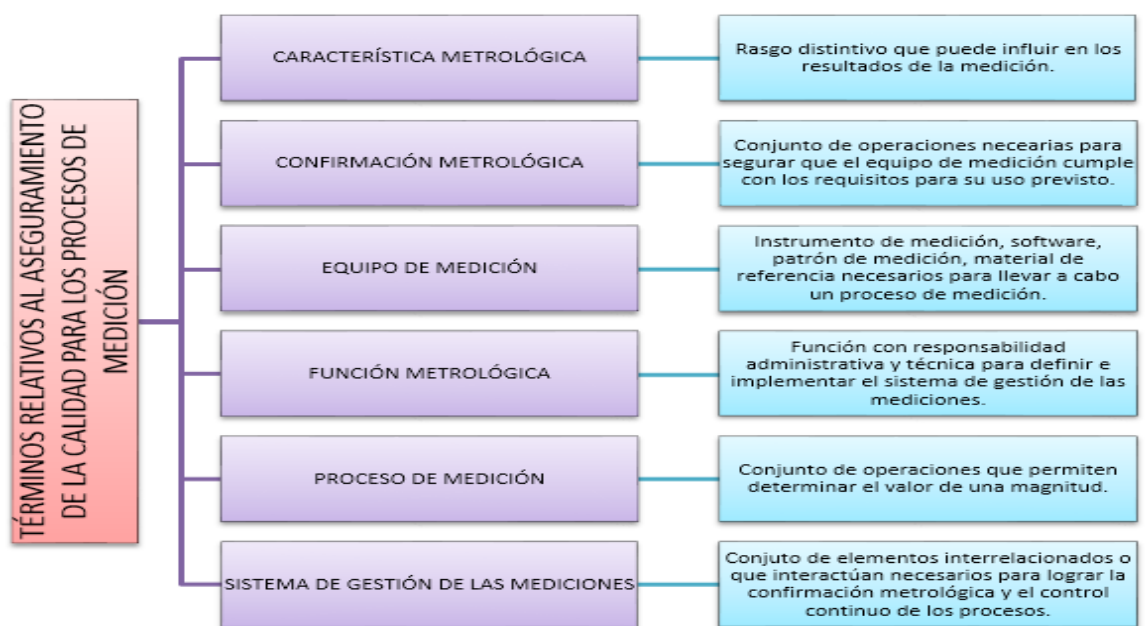 TÉRMINOS RELATIVOS AL ASEGURAMIENTO
DE LA CALIDAD PARA LOS PROCESOS DE
MEDICIÓN
CARACTERÍSTICA METROLÓGICA
Rasgo distintivo que puede influir en los
resultados de la medición.
CONFIRMACIÓN METROLÓGICA
Conjunto de operaciones necearias para
segurar que el equipo de medición cumple
con los requisitos para su uso previsto.
EQUIPO DE MEDICIÓN
Instrumento de medición, software,
patrón de medición, material de
referencia necesarios para llevar a cabo
un proceso de medición.
FUNCIÓN METROLÓGICA
Función con responsabilidad
administrativa y técnica para definir e
implementar el sistema de gestión de las
mediciones.
PROCESO DE MEDICIÓN
Conjunto de operaciones que permiten
determinar el valor de una magnitud.
SISTEMA DE GESTIÓN DE LAS MEDICIONES
Conjuto de elementos interrelacionados o
que interactúan necesarios para lograr la
confirmación metrológica y el control
continuo de los procesos.